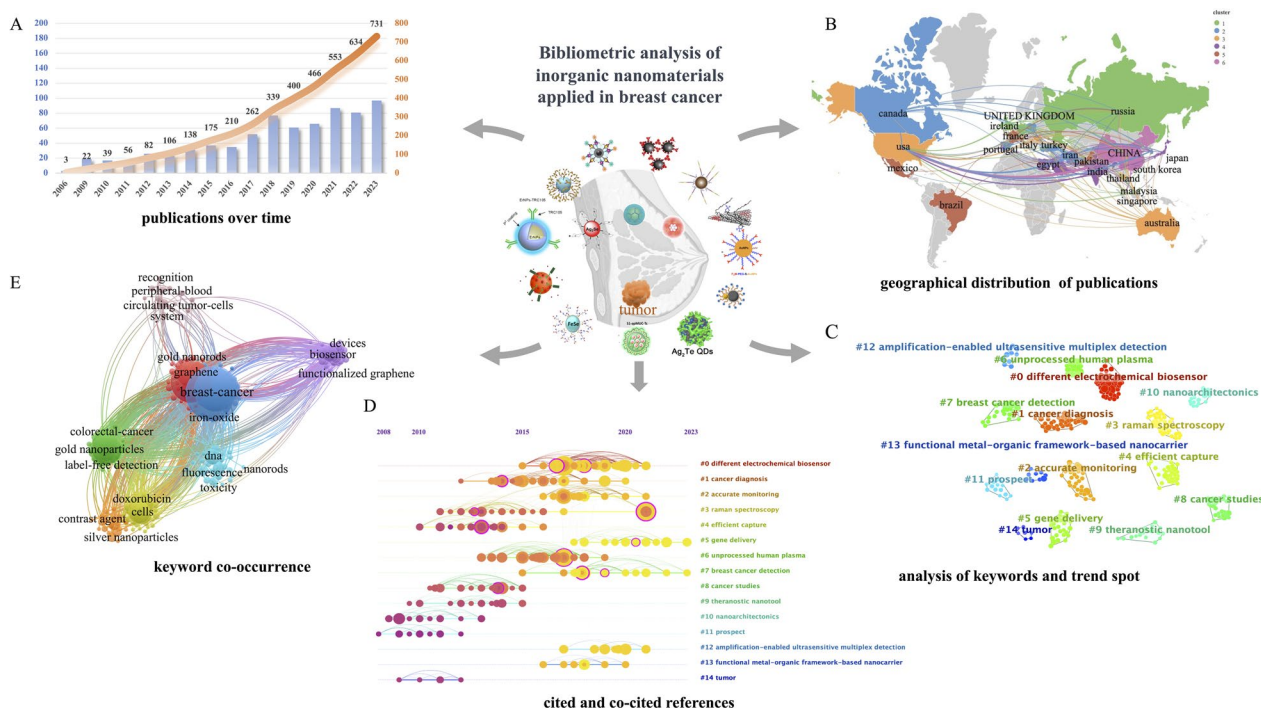 A
200
180
160
140
120
100
80
60
40
20
0
800
700
600
500
400
300
200
100
0
3
22
39
56
82
106
138
175
210
262
339
400
466
553
634
731
2006
2009
2010
2011
2012
2013
2014
2015
2016
2017
2018
2019
2020
2021
2022
2023
publications over time
Bibliometric analysis of
inorganic nanomaterials
applied in breast cancer
tumor
FeSe
Ag₂Te QDs
TRC105
B
cluster
1
2
3
4
5
6
canada
usa
mexico
brazil
UNITED KINGDOM
ireland
france
portugal
italy
turkey
egypt
iran
pakistan
india
russia
CHINA
japan
south korea
thailand
malaysia
singapore
australia
geographical distribution of publications
E
recognition
peripheral-blood
circulating tumor-cells
system
gold nanorods
graphene
breast-cancer
iron-oxide
devices
biosensor
functionalized graphene
colorectal-cancer
gold nanoparticles
label-free detection
dna
fluorescence
nanorods
toxicity
doxorubicin
cells
contrast agent
silver nanoparticles
keyword co-occurrence
D
2008
2010
2015
2020
2023
#0 different electrochemical biosensor
#1 cancer diagnosis
#2 accurate monitoring
#3 raman spectroscopy
#4 efficient capture
#5 gene delivery
#6 unprocessed human plasma
#7 breast cancer detection
#8 cancer studies
#9 theranostic nanotool
#10 nanoarchitectonics
#11 prospect
#12 amplification-enabled ultrasensitive multiplex detection
#13 functional metal-organic framework-based nanocarrier
#14 tumor
cited and co-cited references
C
#12 amplification-enabled ultrasensitive multiplex detection
#6 unprocessed human plasma
#0 different electrochemical biosensor
#10 nanoarchitectonics
#7 breast cancer detection
#1 cancer diagnosis
#3 raman spectroscopy
#13 functional metal-organic framework-based nanocarrier
#4 efficient capture
#2 accurate monitoring
#11 prospect
#8 cancer studies
#5 gene delivery
#14 tumor
#9 theranostic nanotool
analysis of keywords and trend spot